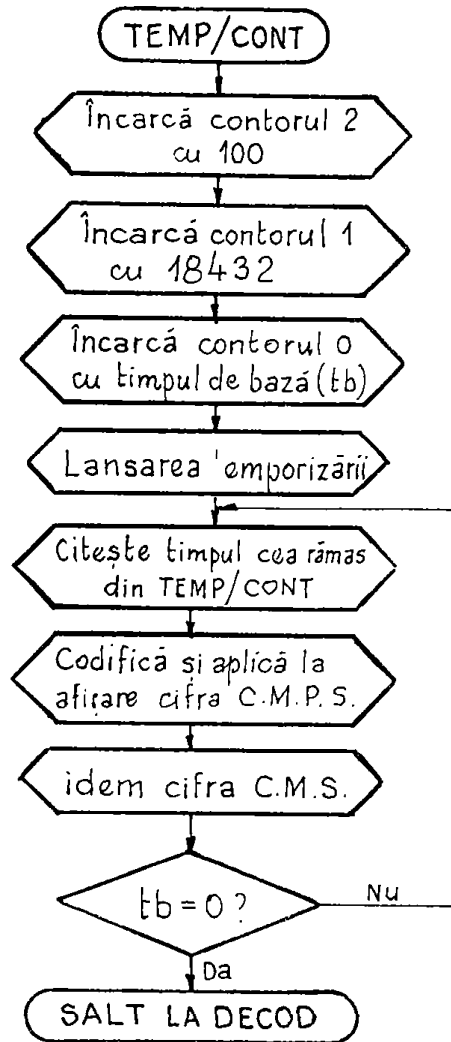 TEMP/CONT
Încarcă contorul 2
cu 100
Încarcă contorul 1
cu 18432
Încarcă contorul 0
cu timpul de bază (tb)
Lansarea 'emporizării
Citește timpul cea rămas
din TEMP/CONT
Codifică și aplică la
afișare cifra C.M.P.S.
idem cifra C.M.S.
tb = 0 ?
Nu
Da
SALT LA DECOD